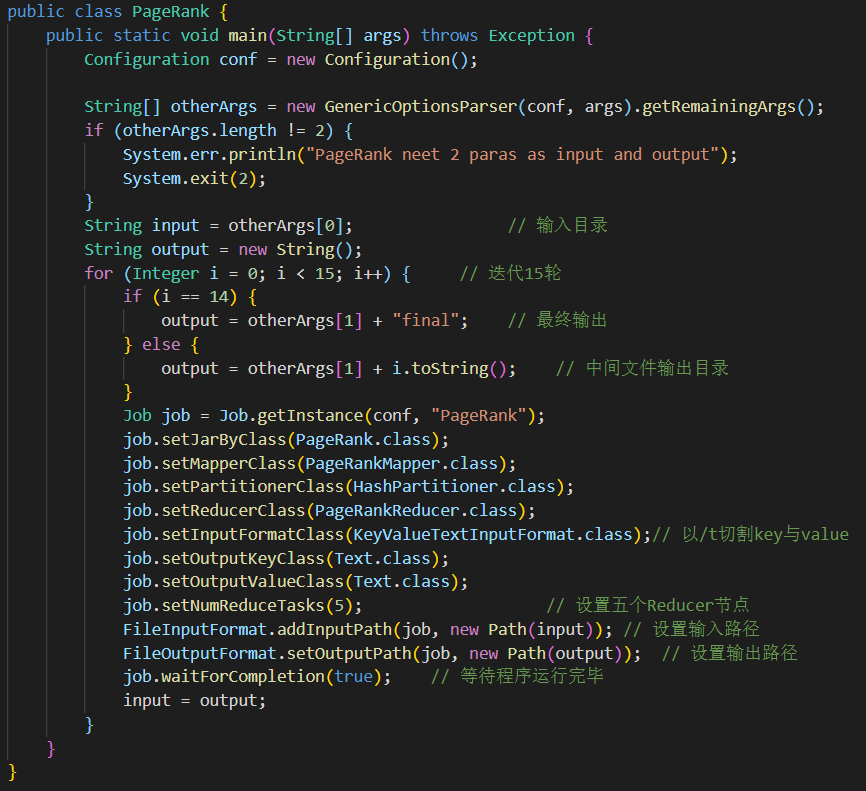 public class PageRank {
public static void main(String[] args) throws Exception {
Configuration conf = new Configuration();
String[] otherArgs = new GenericOptionsParser(conf, args).getRemainingArgs();
if (otherArgs.length != 2) {
System.err.println("PageRank neet 2 paras as input and output");
System.exit(2);
}
String input = otherArgs[0]; // 输入目录
String output = new String();
for (Integer i = 0; i < 15; i++) { // 迭代15轮
if (i == 14) {
output = otherArgs[1] + "final"; // 最终输出
} else {
output = otherArgs[1] + i.toString(); // 中间文件输出目录
}
Job job = Job.getInstance(conf, "PageRank");
job.setJarByClass(PageRank.class);
job.setMapperClass(PageRankMapper.class);
job.setPartitionerClass(HashPartitioner.class);
job.setReducerClass(PageRankReducer.class);
job.setInputFormatClass(KeyValueTextInputFormat.class);// 以/t切割key与value
job.setOutputKeyClass(Text.class);
job.setOutputValueClass(Text.class);
job.setNumReduceTasks(5); // 设置五个Reducer节点
FileInputFormat.addInputPath(job, new Path(input)); // 设置输入路径
FileOutputFormat.setOutputPath(job, new Path(output)); // 设置输出路径
job.waitForCompletion(true); // 等待程序运行完毕
input = output;
}
}
}